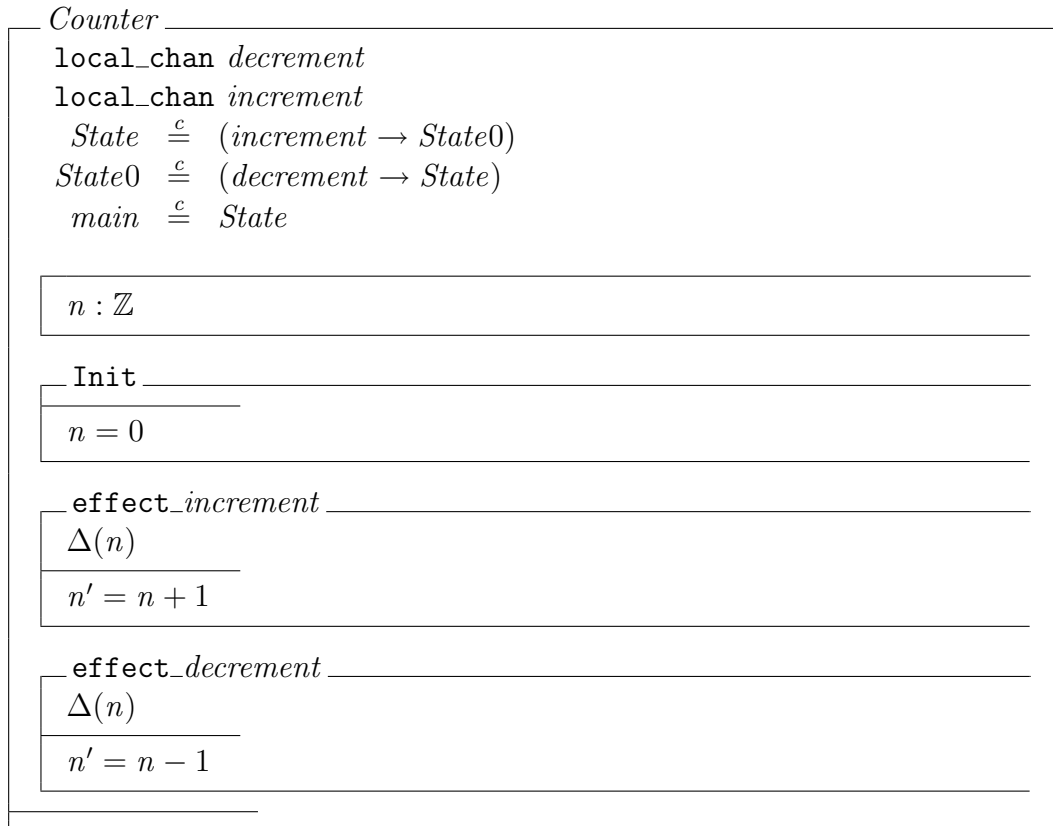 Counter
local_chan decrement
local_chan increment
State c= (increment → State0)
State0 c= (decrement → State)
main c= State
n : ℤ
Init
n = 0
effect_increment
Δ(n)
n′ = n + 1
effect_decrement
Δ(n)
n′ = n − 1